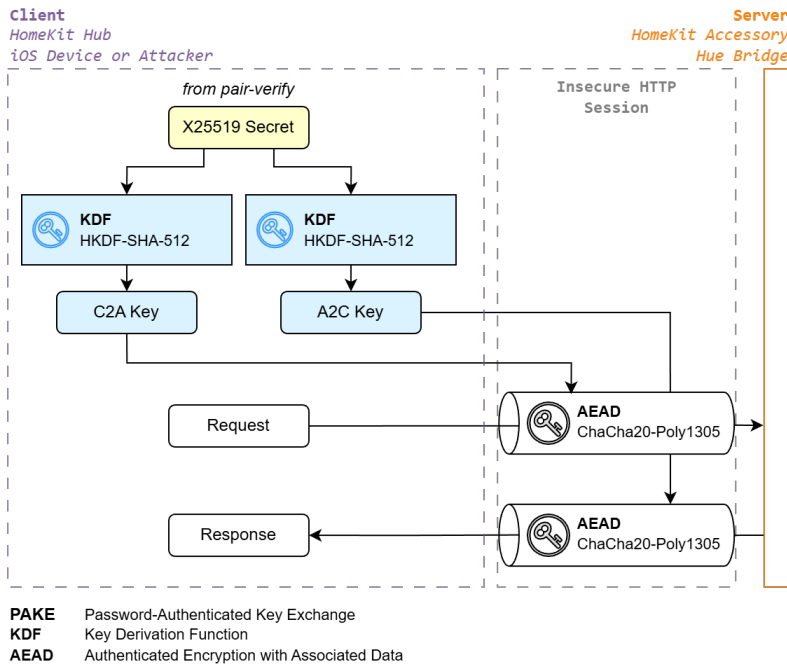 Client
HomeKit Hub
iOS Device or Attacker
Server
HomeKit Accessory
Hue Bridge
from pair-verify
X25519 Secret
Insecure HTTP
Session
KDF
HKDF-SHA-512
KDF
HKDF-SHA-512
C2A Key
A2C Key
Request
AEAD
ChaCha20-Poly1305
Response
AEAD
ChaCha20-Poly1305
PAKE Password-Authenticated Key Exchange
KDF Key Derivation Function
AEAD Authenticated Encryption with Associated Data